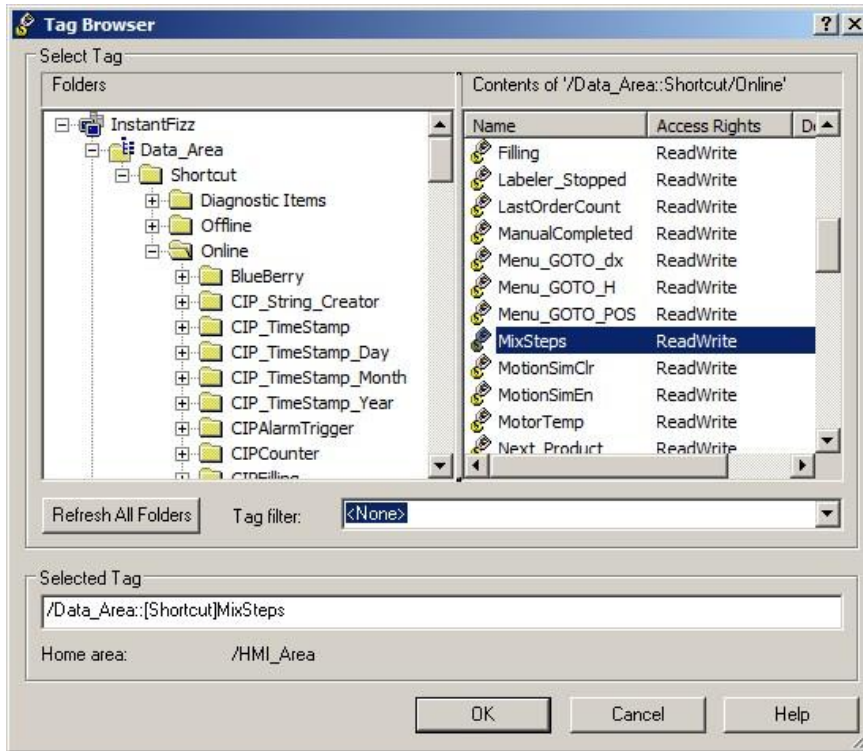 Tag Browser
Select Tag
Folders
InstantFizz
Data_Area
Shortcut
Diagnostic Items
Offline
Online
BlueBerry
CIP_String_Creator
CIP_TimeStamp
CIP_TimeStamp_Day
CIP_TimeStamp_Month
CIP_TimeStamp_Year
CIPAlarmTrigger
CIPCounter
CIPFilling
Contents of '/Data_Area::Shortcut/Online'
Name Access Rights
Filling ReadWrite
Labeler_Stopped ReadWrite
LastOrderCount ReadWrite
ManualCompleted ReadWrite
Menu_GOTO_dx ReadWrite
Menu_GOTO_H ReadWrite
Menu_GOTO_POS ReadWrite
MixSteps ReadWrite
MotionSimClr ReadWrite
MotionSimEn ReadWrite
MotorTemp ReadWrite
Next_Product ReadWrite
Refresh All Folders Tag filter: <None>
Selected Tag
/Data_Area::[Shortcut]MixSteps
Home area: /HMI_Area
OK Cancel Help